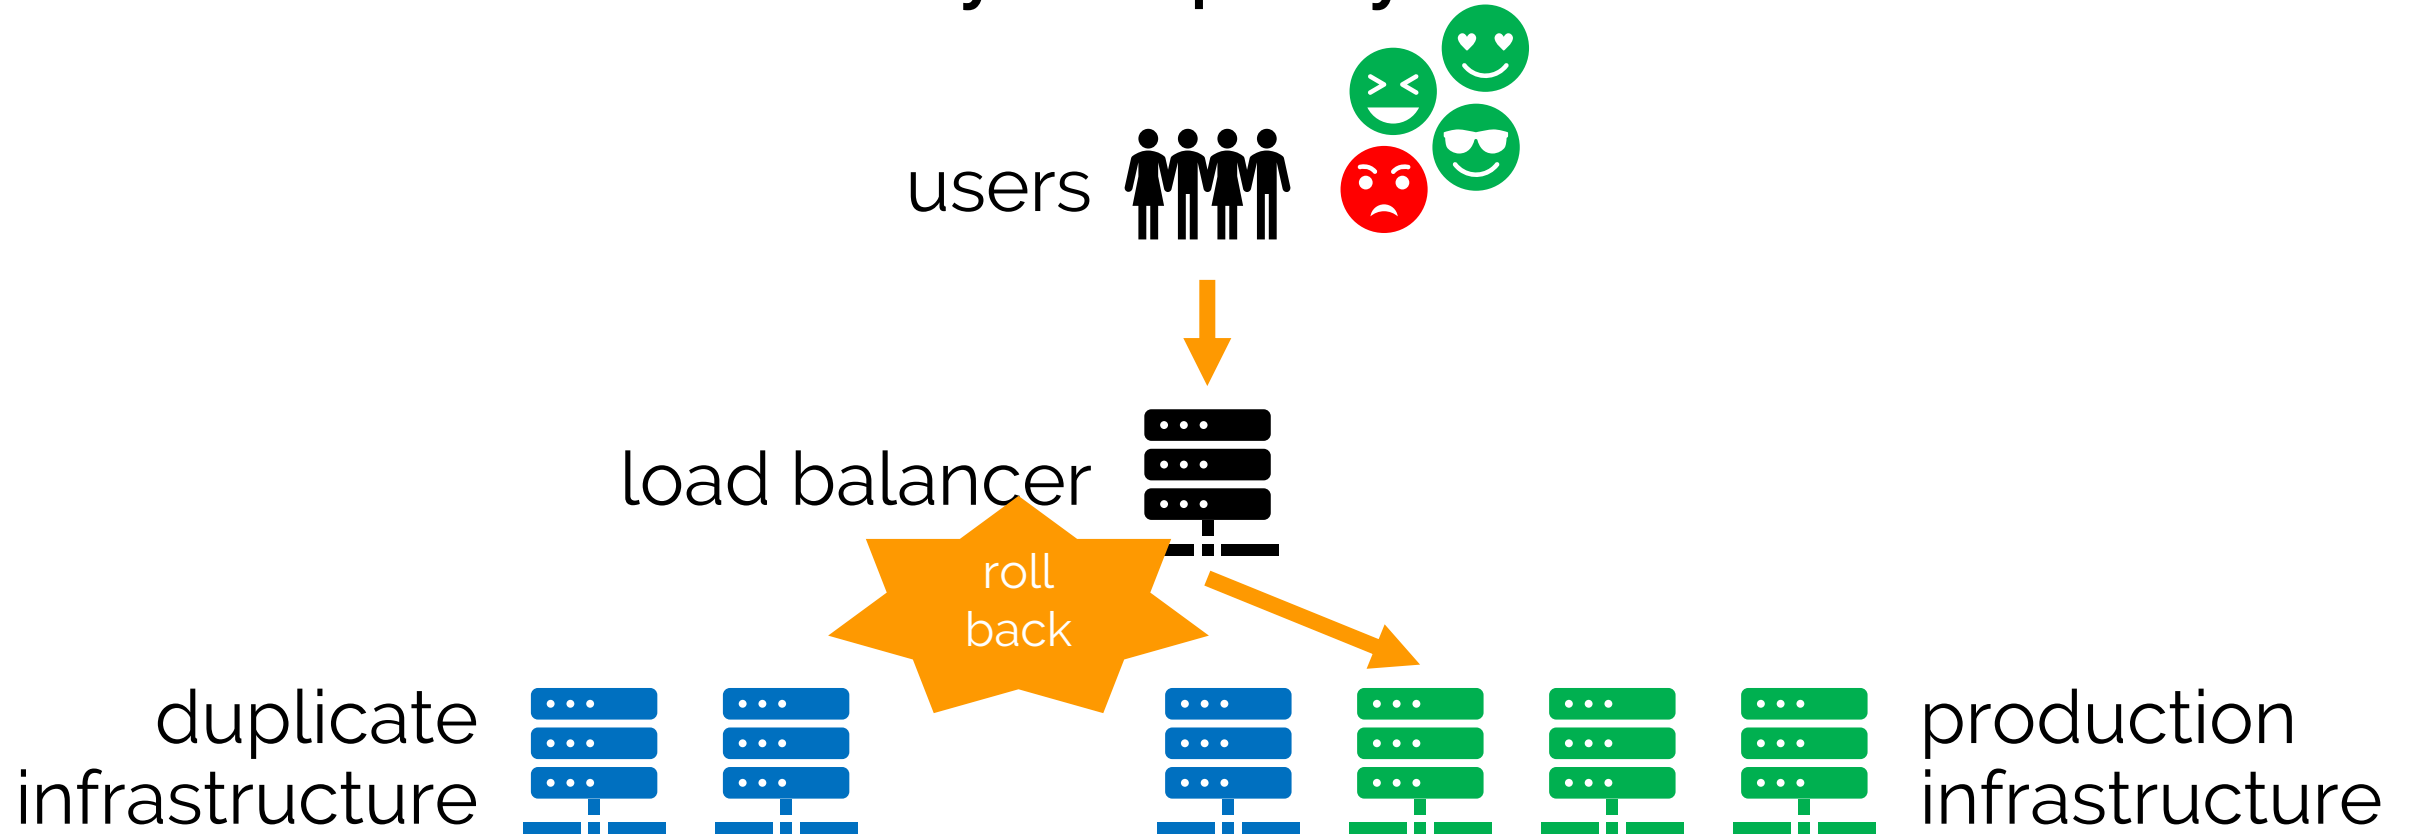 users
load balancer
roll
back
duplicate
infrastructure
production
infrastructure